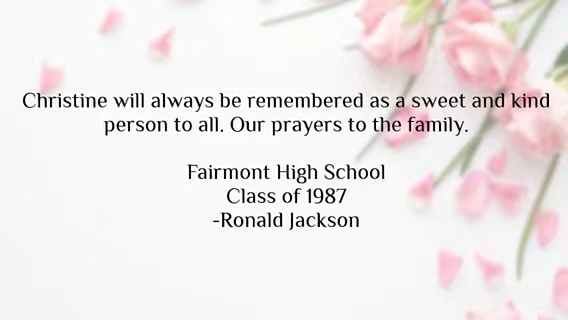 Christine will always be remembered as a sweet and kind
person to all. Our prayers to the family.
Fairmont High School
Class of 1987
-Ronald Jackson